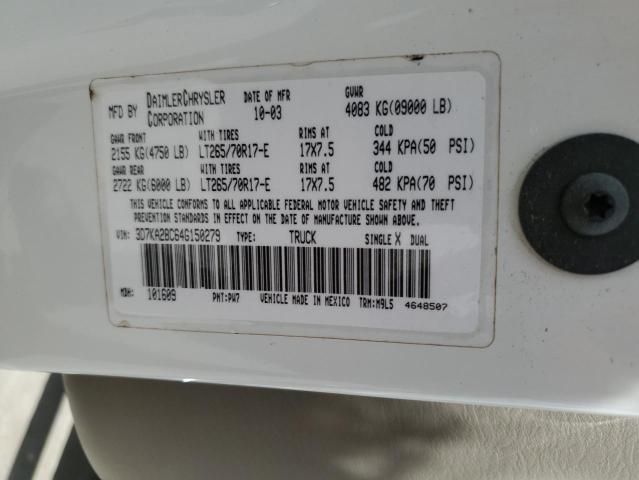 MFD BY DAIMLERCHRYSLER CORPORATION DATE OF MFR 10-03 GVWR 4083 KG(09000 LB)
GAWR FRONT WITH TIRES RIMS AT COLD
2155 KG(4750 LB) LT265/70R17-E 17X7.5 344 KPA(50 PSI)
GAWR REAR WITH TIRES RIMS AT COLD
2722 KG(6000 LB) LT265/70R17-E 17X7.5 482 KPA(70 PSI)
THIS VEHICLE CONFORMS TO ALL APPLICABLE FEDERAL MOTOR VEHICLE SAFETY AND THEFT
PREVENTION STANDARDS IN EFFECT ON THE DATE OF MANUFACTURE SHOWN ABOVE.
VIN: 3D7KA28C64G150279 TYPE: TRUCK SINGLE X DUAL
MDH: 101609 PNT:PW7 VEHICLE MADE IN MEXICO TRM:M9L5 4648507